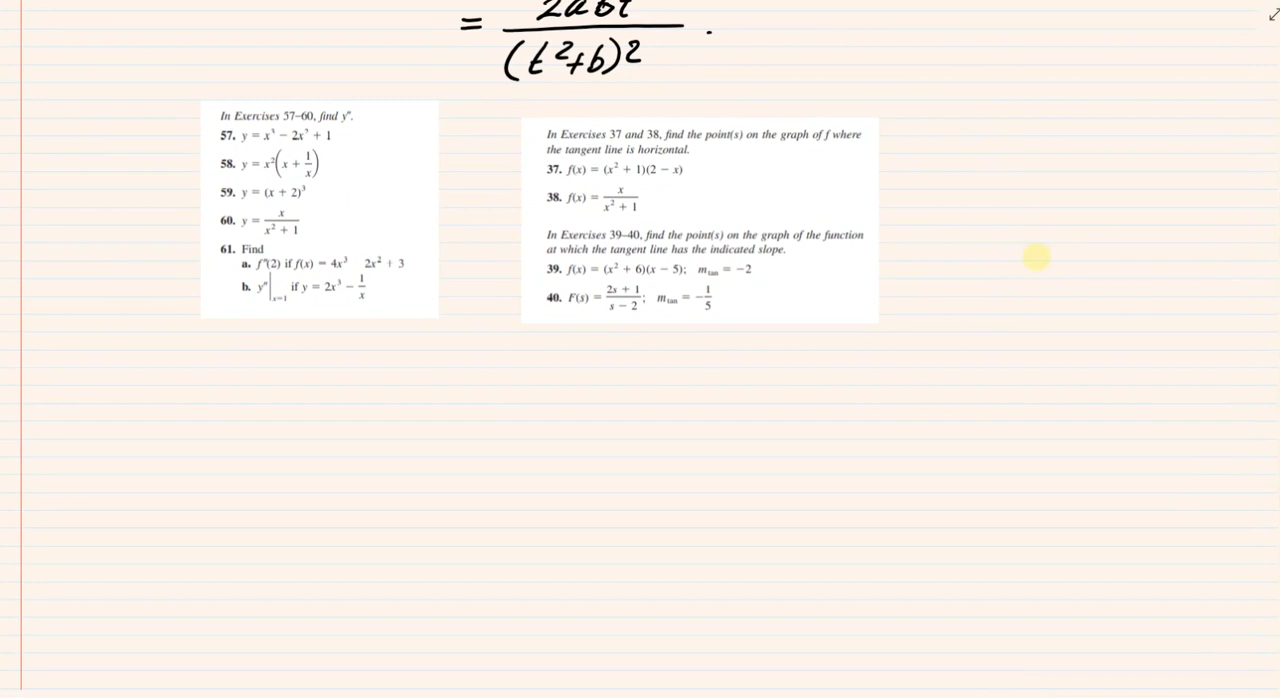 = 2abt / (t²+b)² .
In Exercises 57–60, find y″.
57. y = x³ − 2x² + 1
58. y = x²(x + 1/x)
59. y = (x + 2)³
60. y = x / x² + 1
61. Find
a. f″(2) if f(x) = 4x³ 2x² + 3
b. y″|x=1 if y = 2x³ − 1/x
In Exercises 37 and 38, find the point(s) on the graph of f where
the tangent line is horizontal.
37. f(x) = (x² + 1)(2 − x)
38. f(x) = x / x² + 1
In Exercises 39–40, find the point(s) on the graph of the function
at which the tangent line has the indicated slope.
39. f(x) = (x² + 6)(x − 5); mtan = −2
40. F(s) = 2s + 1 / s − 2; mtan = −1/5